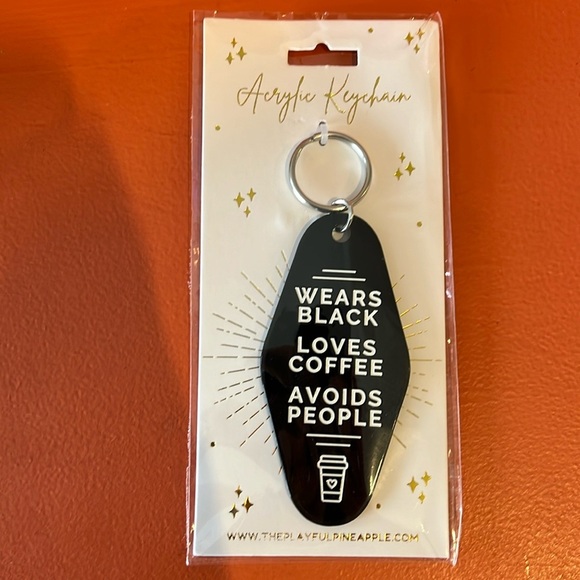 Acrylic Keychain
WEARS
BLACK
LOVES
COFFEE
AVOIDS
PEOPLE
WWW.THEPLAYFULPINEAPPLE.COM